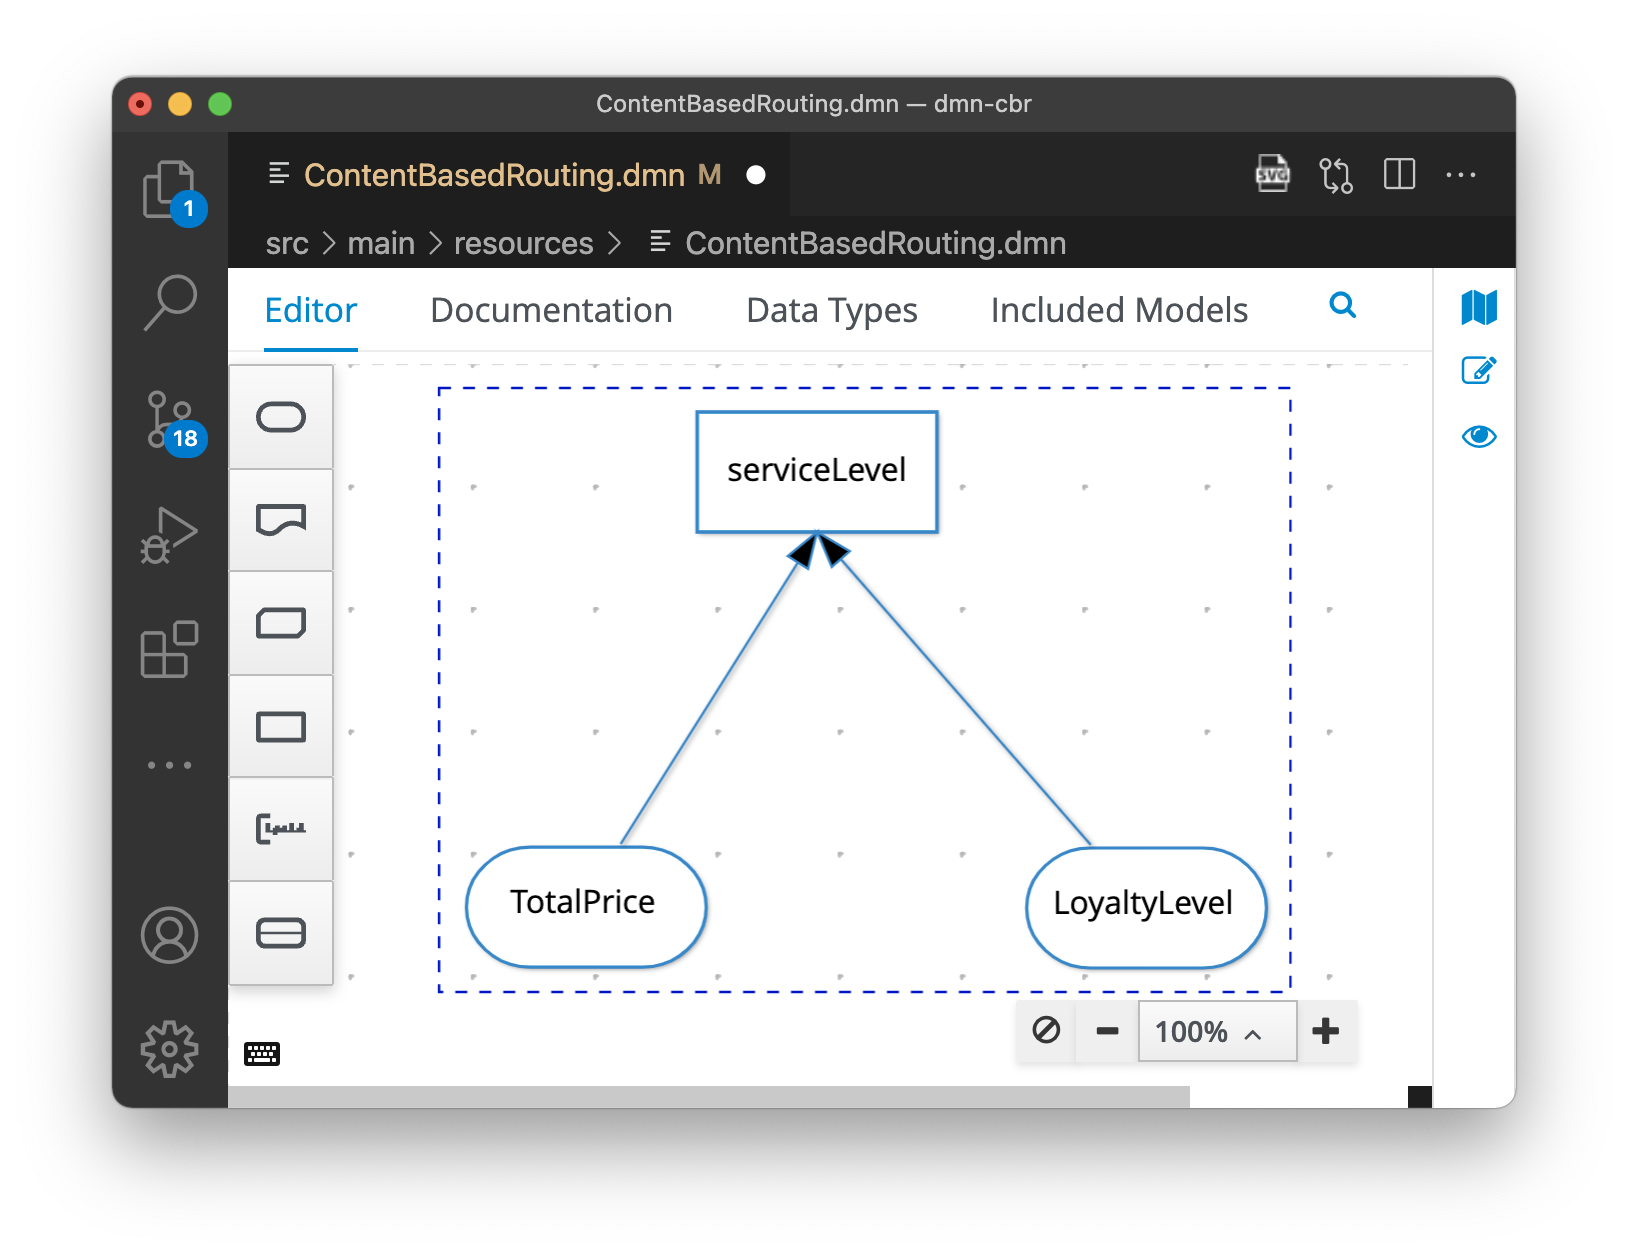 ContentBasedRouting.dmn — dmn-cbr
ContentBasedRouting.dmn M
SVG
src > main > resources > ContentBasedRouting.dmn
1
18
Editor Documentation Data Types Included Models
serviceLevel
TotalPrice
LoyaltyLevel
100%